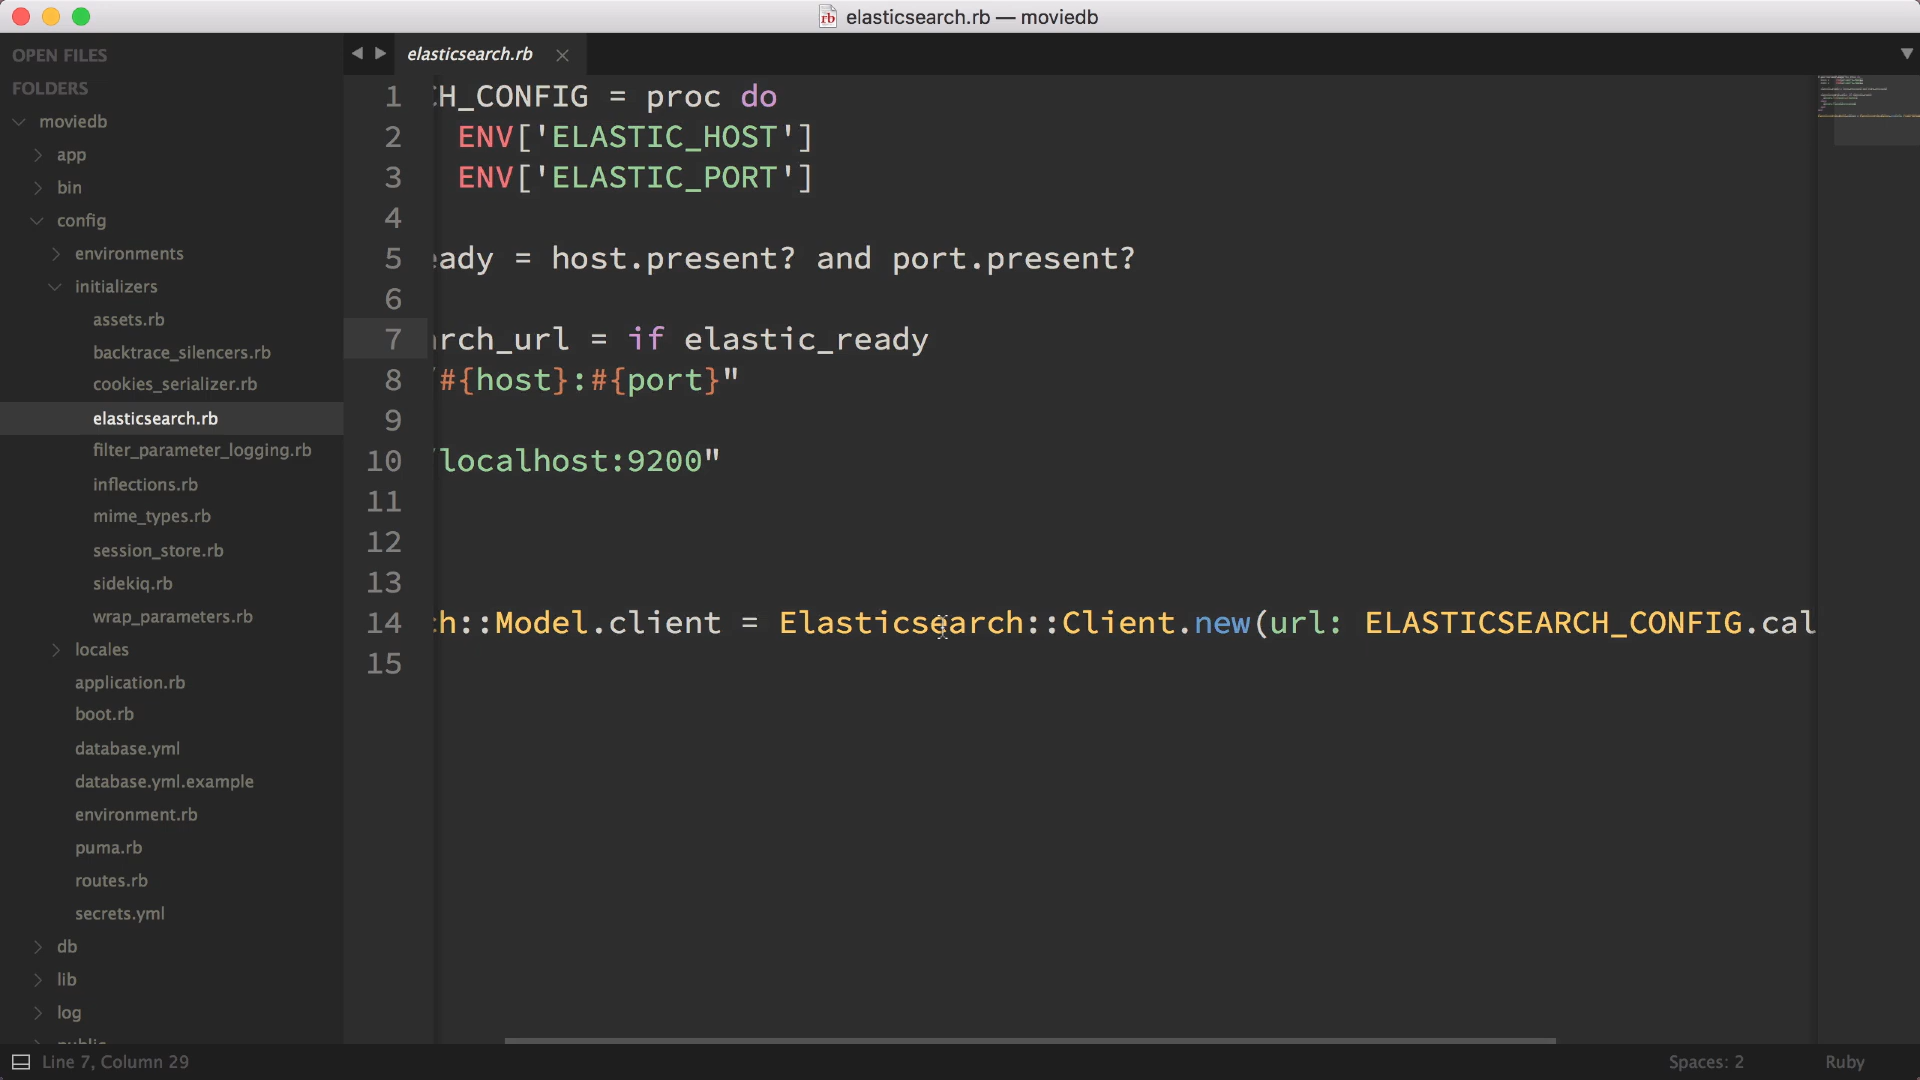 elasticsearch.rb — moviedb
OPEN FILES
FOLDERS
moviedb
app
bin
config
environments
initializers
assets.rb
backtrace_silencers.rb
cookies_serializer.rb
elasticsearch.rb
filter_parameter_logging.rb
inflections.rb
mime_types.rb
session_store.rb
sidekiq.rb
wrap_parameters.rb
locales
application.rb
boot.rb
database.yml
database.yml.example
environment.rb
puma.rb
routes.rb
secrets.yml
db
lib
log
elasticsearch.rb
1 H_CONFIG = proc do
2 ENV['ELASTIC_HOST']
3 ENV['ELASTIC_PORT']
4
5 ady = host.present? and port.present?
6
7 rch_url = if elastic_ready
8 /#{host}:#{port}"
9
10 /localhost:9200"
11
12
13
14 h::Model.client = Elasticsearch::Client.new(url: ELASTICSEARCH_CONFIG.cal
15
Line 7, Column 29
Spaces: 2
Ruby